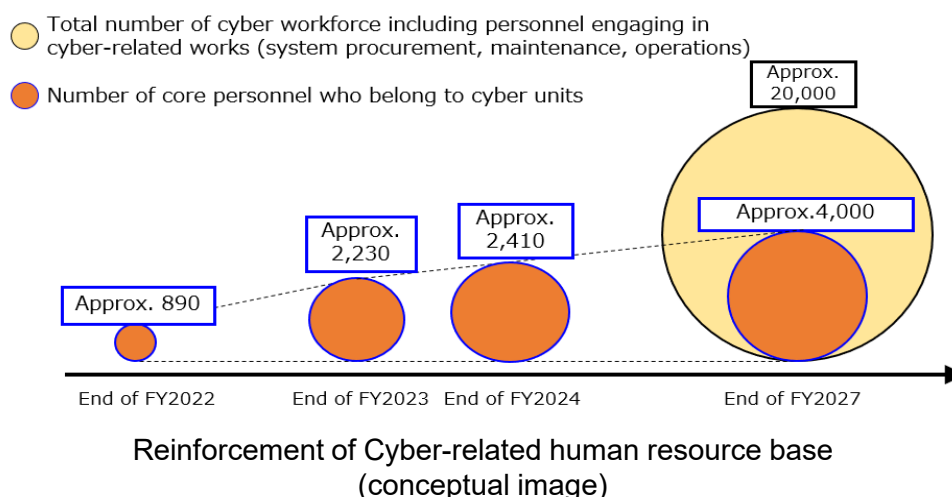 Total number of cyber workforce including personnel engaging in
cyber-related works (system procurement, maintenance, operations)
Number of core personnel who belong to cyber units
Approx.
20,000
Approx.4,000
Approx.
2,410
Approx.
2,230
Approx. 890
End of FY2022
End of FY2023
End of FY2024
End of FY2027
Reinforcement of Cyber-related human resource base
(conceptual image)